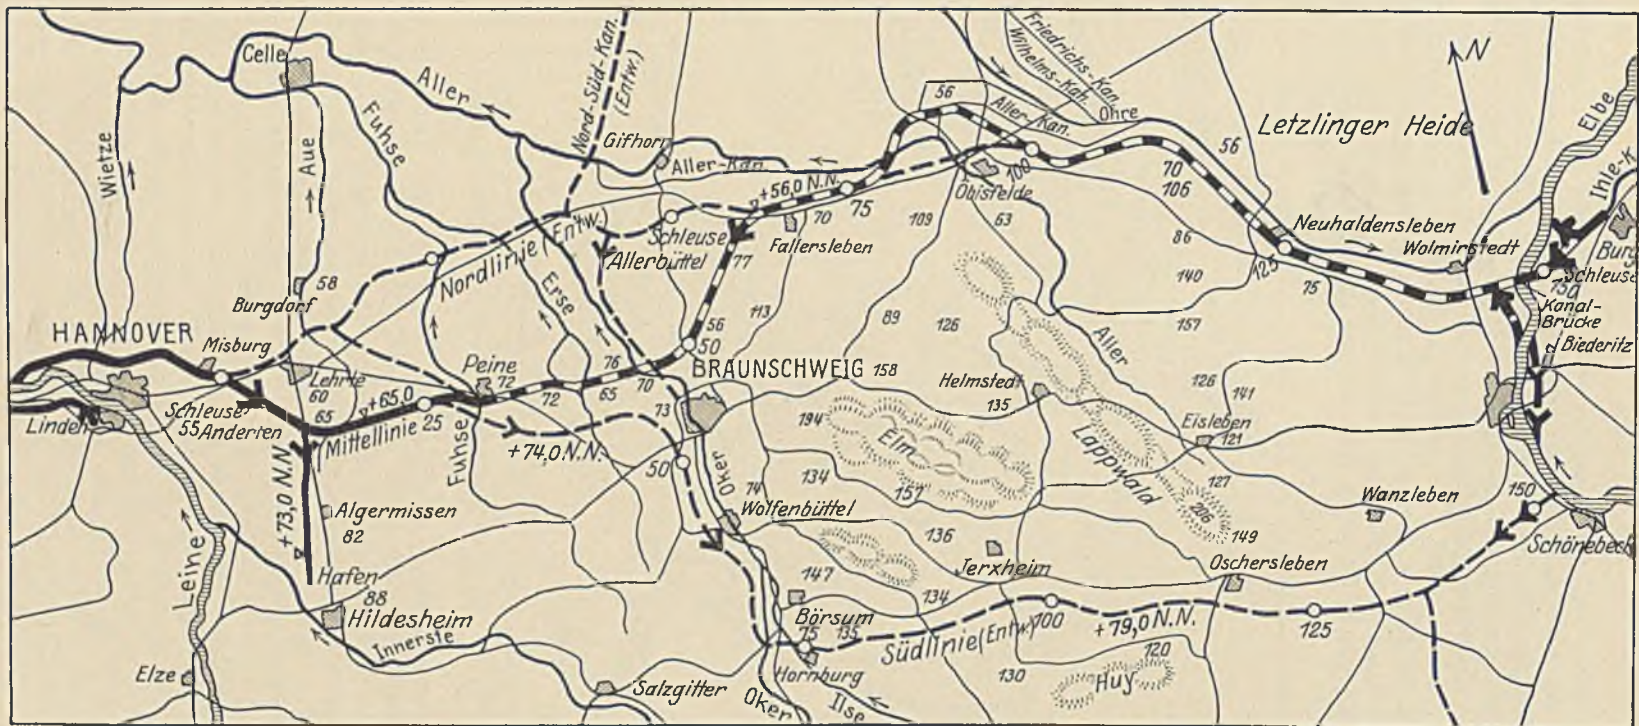 Celle
Aller
Wietze
Aue
Fuhse
Nord-Süd-Kan.
(Entw.)
Gifhorn
Aller-Kan.
56
Aller-Kan.
Friedrichs-Kan.
Wilhelms-Kan.
Ohre
Letzlinger Heide
N
Elbe
Ihle-K
56
70
106
+56,0 N.N.
70
75
100
Obisfelde
109
63
86
Neuhaldensleben
Wolmirstedt
Burg
Schleuse
150
Kanal-
Brücke
Biederitz
125
75
140
157
Schleuse
77
Fallersleben
Allerbüttel
Nordlinie (Entw.)
Erse
58
Burgdorf
HANNOVER
Misburg
Lehrte
60
65
+65,0
25
Peine
72
72
65
76
70
56
50
113
89
126
BRAUNSCHWEIG
158
Helmstedt
135
Aller
126
141
Eisleben
121
Linden
Schleuse
Anderten
55
(Mittellinie
Fuhse
+74,0 N.N.
73
50
194
Elm
Lappwald
157
134
74
127
206
149
Wanzleben
150
Schönebeck
+73,0 N.N.
Algermissen
82
Oker
Wolfenbüttel
136
Jerxheim
Oschersleben
Leine
Hafen
88
Hildesheim
Innerste
147
134
Börsum
75
135
Südlinie (Entw.)
100
+79,0 N.N.
125
Hornburg
130
120
Huy
Elze
Salzgitter
Oker
Ilse